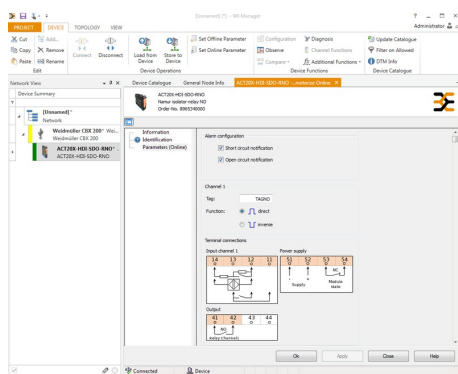 [Unnamed] (*) - WI-Manager
PROJECT DEVICE TOPOLOGY VIEW
Administrator
Cut Add...
Copy Remove
Paste Rename
Edit
Connect Disconnect
Load from Device Store to Device
Device Operations
Set Offline Parameter
Set Online Parameter
Configuration Diagnosis
Observe Channel Functions
Compare Additional Functions
Device Functions
Update Catalogue
Filter on Allowed
DTM Info
Device Catalogue
Network View
Device Summary
[Unnamed]*
Network
Weidmüller CBX 200* Wei...
Weidmüller CBX 200
ACT20X-HDI-SDO-RNO*
ACT20X-HDI-SDO-RNO
Device Catalogue General Node Info
ACT20X-HDI-SDO-RNO
Namur isolator-relay NO
Order-No. 8965340000
Information
Identification
Parameters (Online)
Alarm configuration
Short circuit notification
Open circuit notification
Channel 1
Tag: TAGNO
Function: direct
inverse
Terminal connections
Input channel 1 Power supply
14 13 12 11
51 52 53 54
+ - NC
Supply Module state
Output
41 42 43 44
NO
Relay Channel1
Ok Apply Close Help
Connected Device